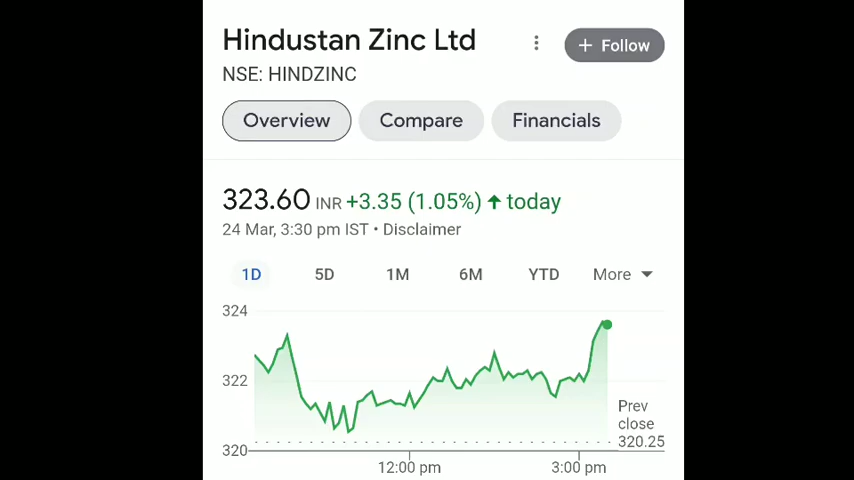 Hindustan Zinc Ltd
+ Follow
NSE: HINDZINC
Overview Compare Financials
323.60 INR +3.35 (1.05%) ↑ today
24 Mar, 3:30 pm IST • Disclaimer
1D 5D 1M 6M YTD More
324
322
Prev
close
320.25
320
12:00 pm 3:00 pm